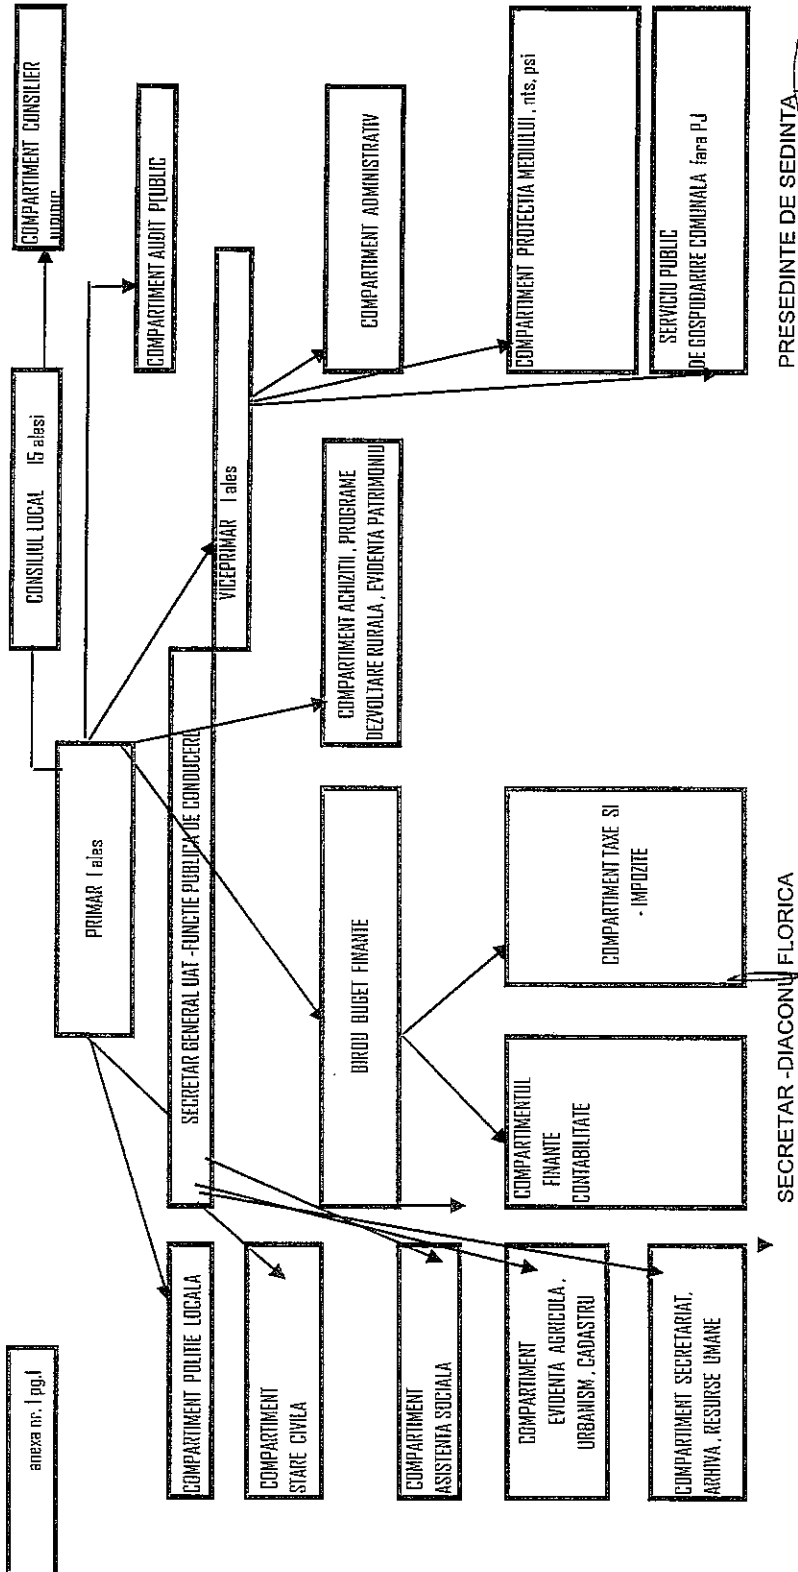 anexa nr. 1 pg.1
CONSILIUL LOCAL 15 alesi
COMPARTIMENT CONSILIER
JURIDIC
PRIMAR 1 ales
COMPARTIMENT AUDIT P[UBLIC
SECRETAR GENERAL UAT -FUNCTIE PUBLICA DE CONDUCERE
VICEPRIMAR 1 ales
COMPARTIMENT POLITIE LOCALA
COMPARTIMENT
STARE CIVILA
BIROU BUGET FINANTE
COMPARTIMENT ACHIZITII, PROGRAME
DEZVOLTARE RURALA, EVIDENTA PATRIMONIU
COMPARTIMENT ADMINISTRATIV
COMPARTIMENT
ASISTENTA SOCIALA
COMPARTIMENT
EVIDENTA AGRICOLA,
URBANISM, CADASTRU
COMPARTIMENTUL
FINANTE
CONTABILITATE
COMPARTIMENT TAXE SI
- IMPOZITE
COMPARTIMENT PROTECTIA MEDIULUI, nts, psi
COMPARTIMENT SECRETARIAT,
ARHIVA, RESURSE UMANE
SERVICIU PUBLIC
DE GOSPODARIRE COMUNALA fara PJ
SECRETAR -DIACONU FLORICA
PRESEDINTE DE SEDINTA